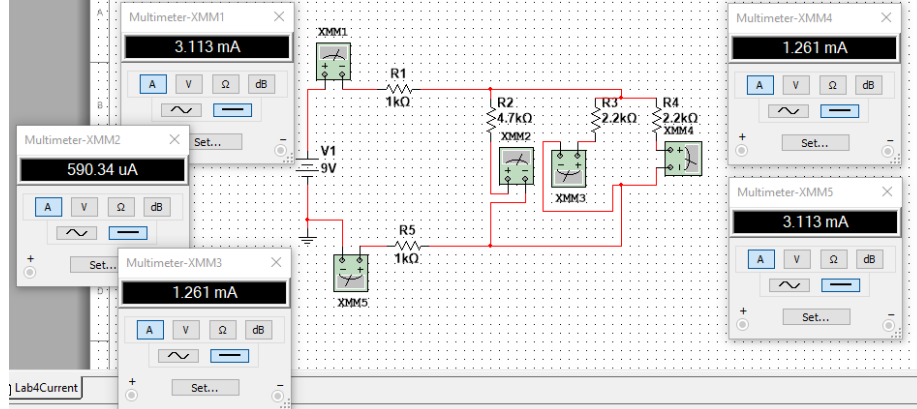 Multimeter-XMM1
3.113 mA
A V Ω dB
Set...
−
Multimeter-XMM2
590.34 uA
A V Ω dB
+
Set...
Multimeter-XMM3
1.261 mA
A V Ω dB
+ Set... −
Multimeter-XMM4
1.261 mA
A V Ω dB
+ Set... −
Multimeter-XMM5
3.113 mA
A V Ω dB
+ Set... −
A
B
D
XMM1
+ −
R1
1kΩ
R2
4.7kΩ
R3
2.2kΩ
R4
2.2kΩ
XMM2
+ −
XMM3
− +
XMM4
+ −
V1
9V
R5
1kΩ
XMM5
− +
Lab4Current